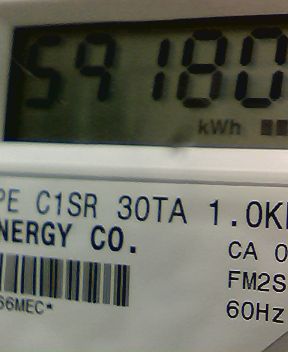 59180
kWh
PE C1SR 30TA 1.0K
NERGY CO.
CA 0
FM2S
66MEC*
60Hz